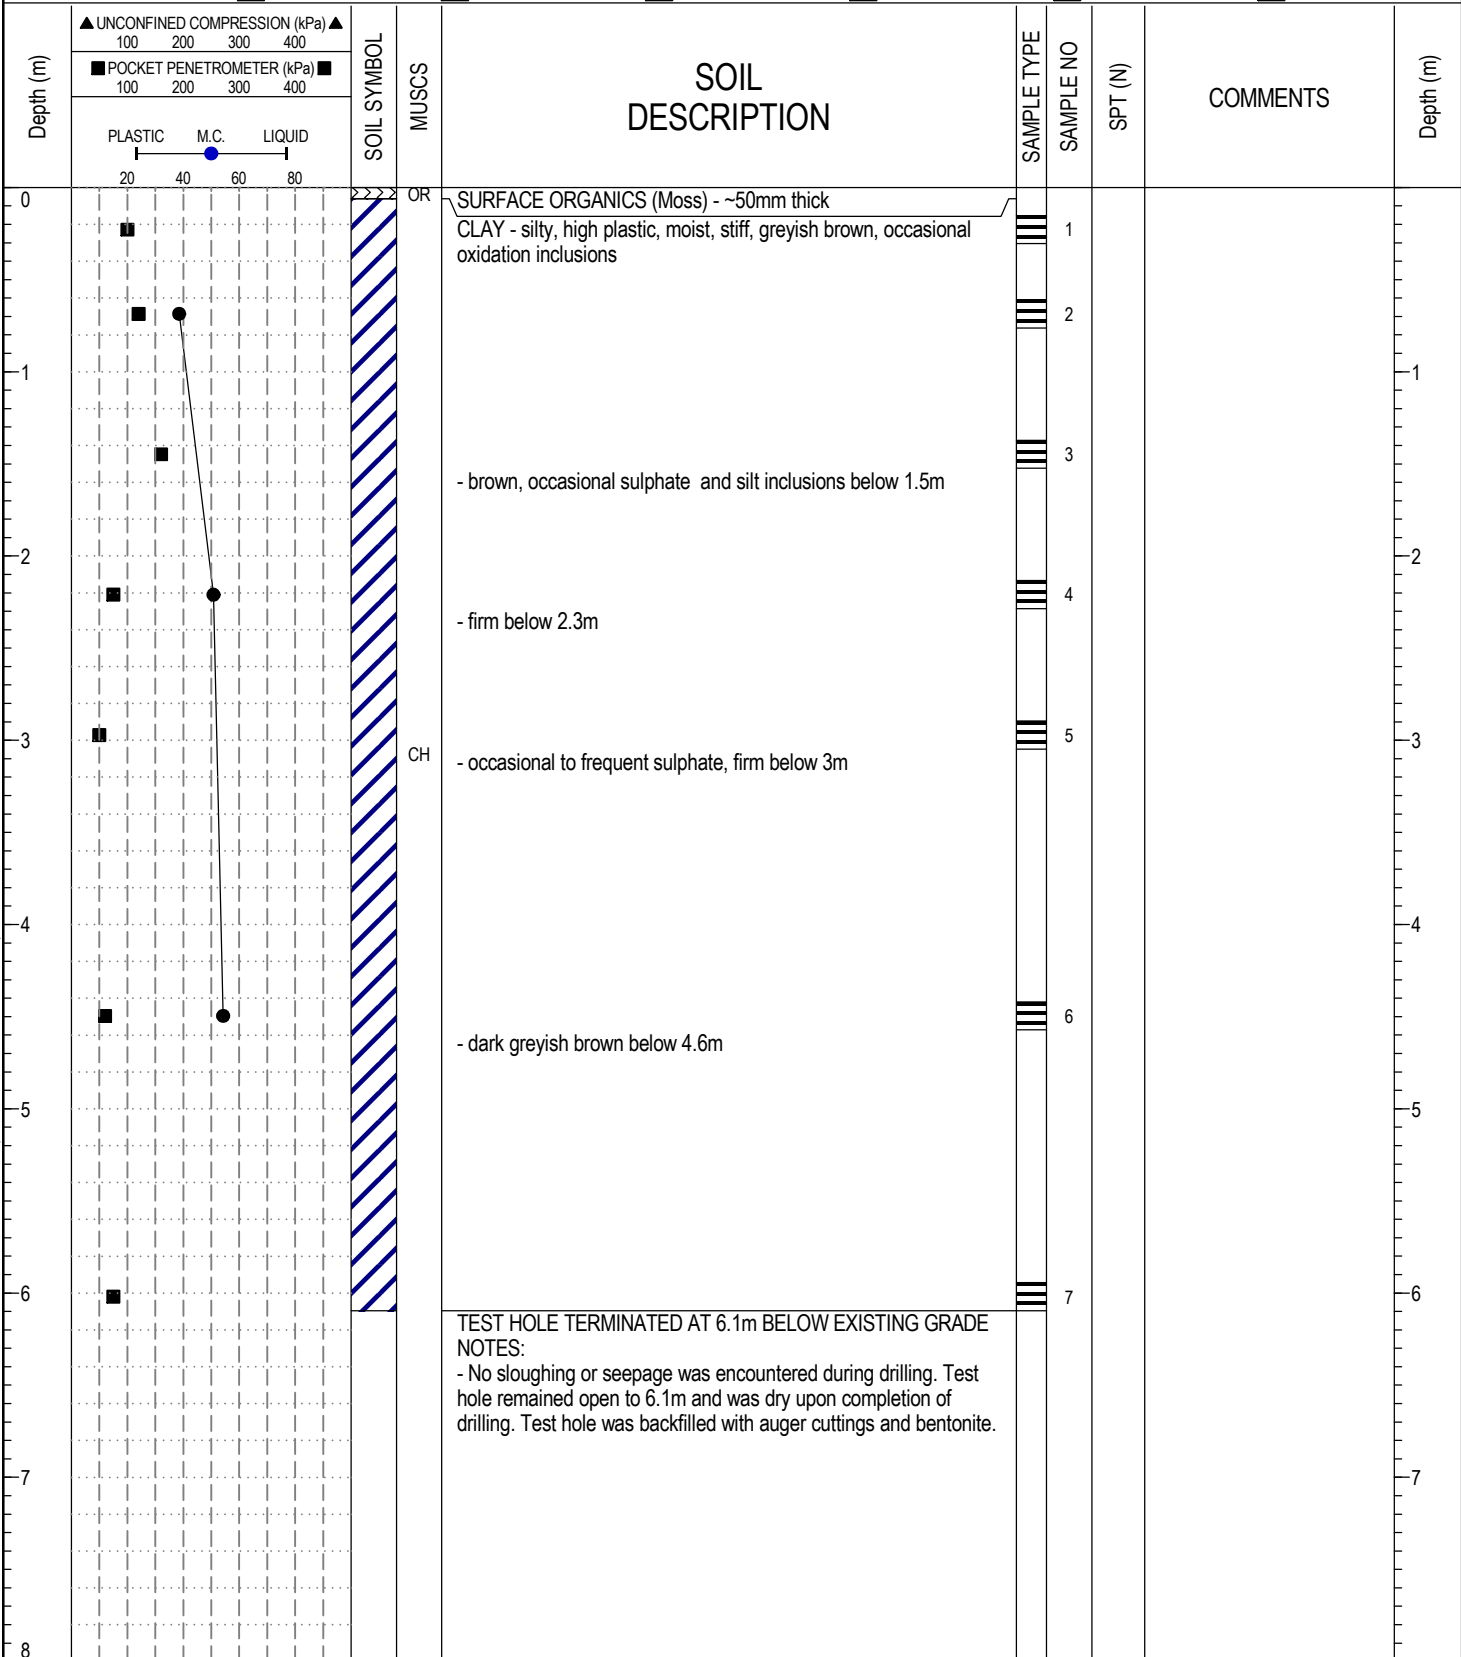 ▲ UNCONFINED COMPRESSION (kPa) ▲
100 200 300 400
■ POCKET PENETROMETER (kPa) ■
100 200 300 400
PLASTIC M.C. LIQUID
20 40 60 80
Depth (m)
SOIL SYMBOL
MUSCS
SOIL
DESCRIPTION
SAMPLE TYPE
SAMPLE NO
SPT (N)
COMMENTS
Depth (m)
0
OR
SURFACE ORGANICS (Moss) - ~50mm thick
CLAY - silty, high plastic, moist, stiff, greyish brown, occasional
oxidation inclusions
1
2
1
1
3
- brown, occasional sulphate and silt inclusions below 1.5m
2
2
4
- firm below 2.3m
3
CH
- occasional to frequent sulphate, firm below 3m
5
3
4
4
6
- dark greyish brown below 4.6m
5
5
6
7
6
TEST HOLE TERMINATED AT 6.1m BELOW EXISTING GRADE
NOTES:
- No sloughing or seepage was encountered during drilling. Test
hole remained open to 6.1m and was dry upon completion of
drilling. Test hole was backfilled with auger cuttings and bentonite.
7
7
8